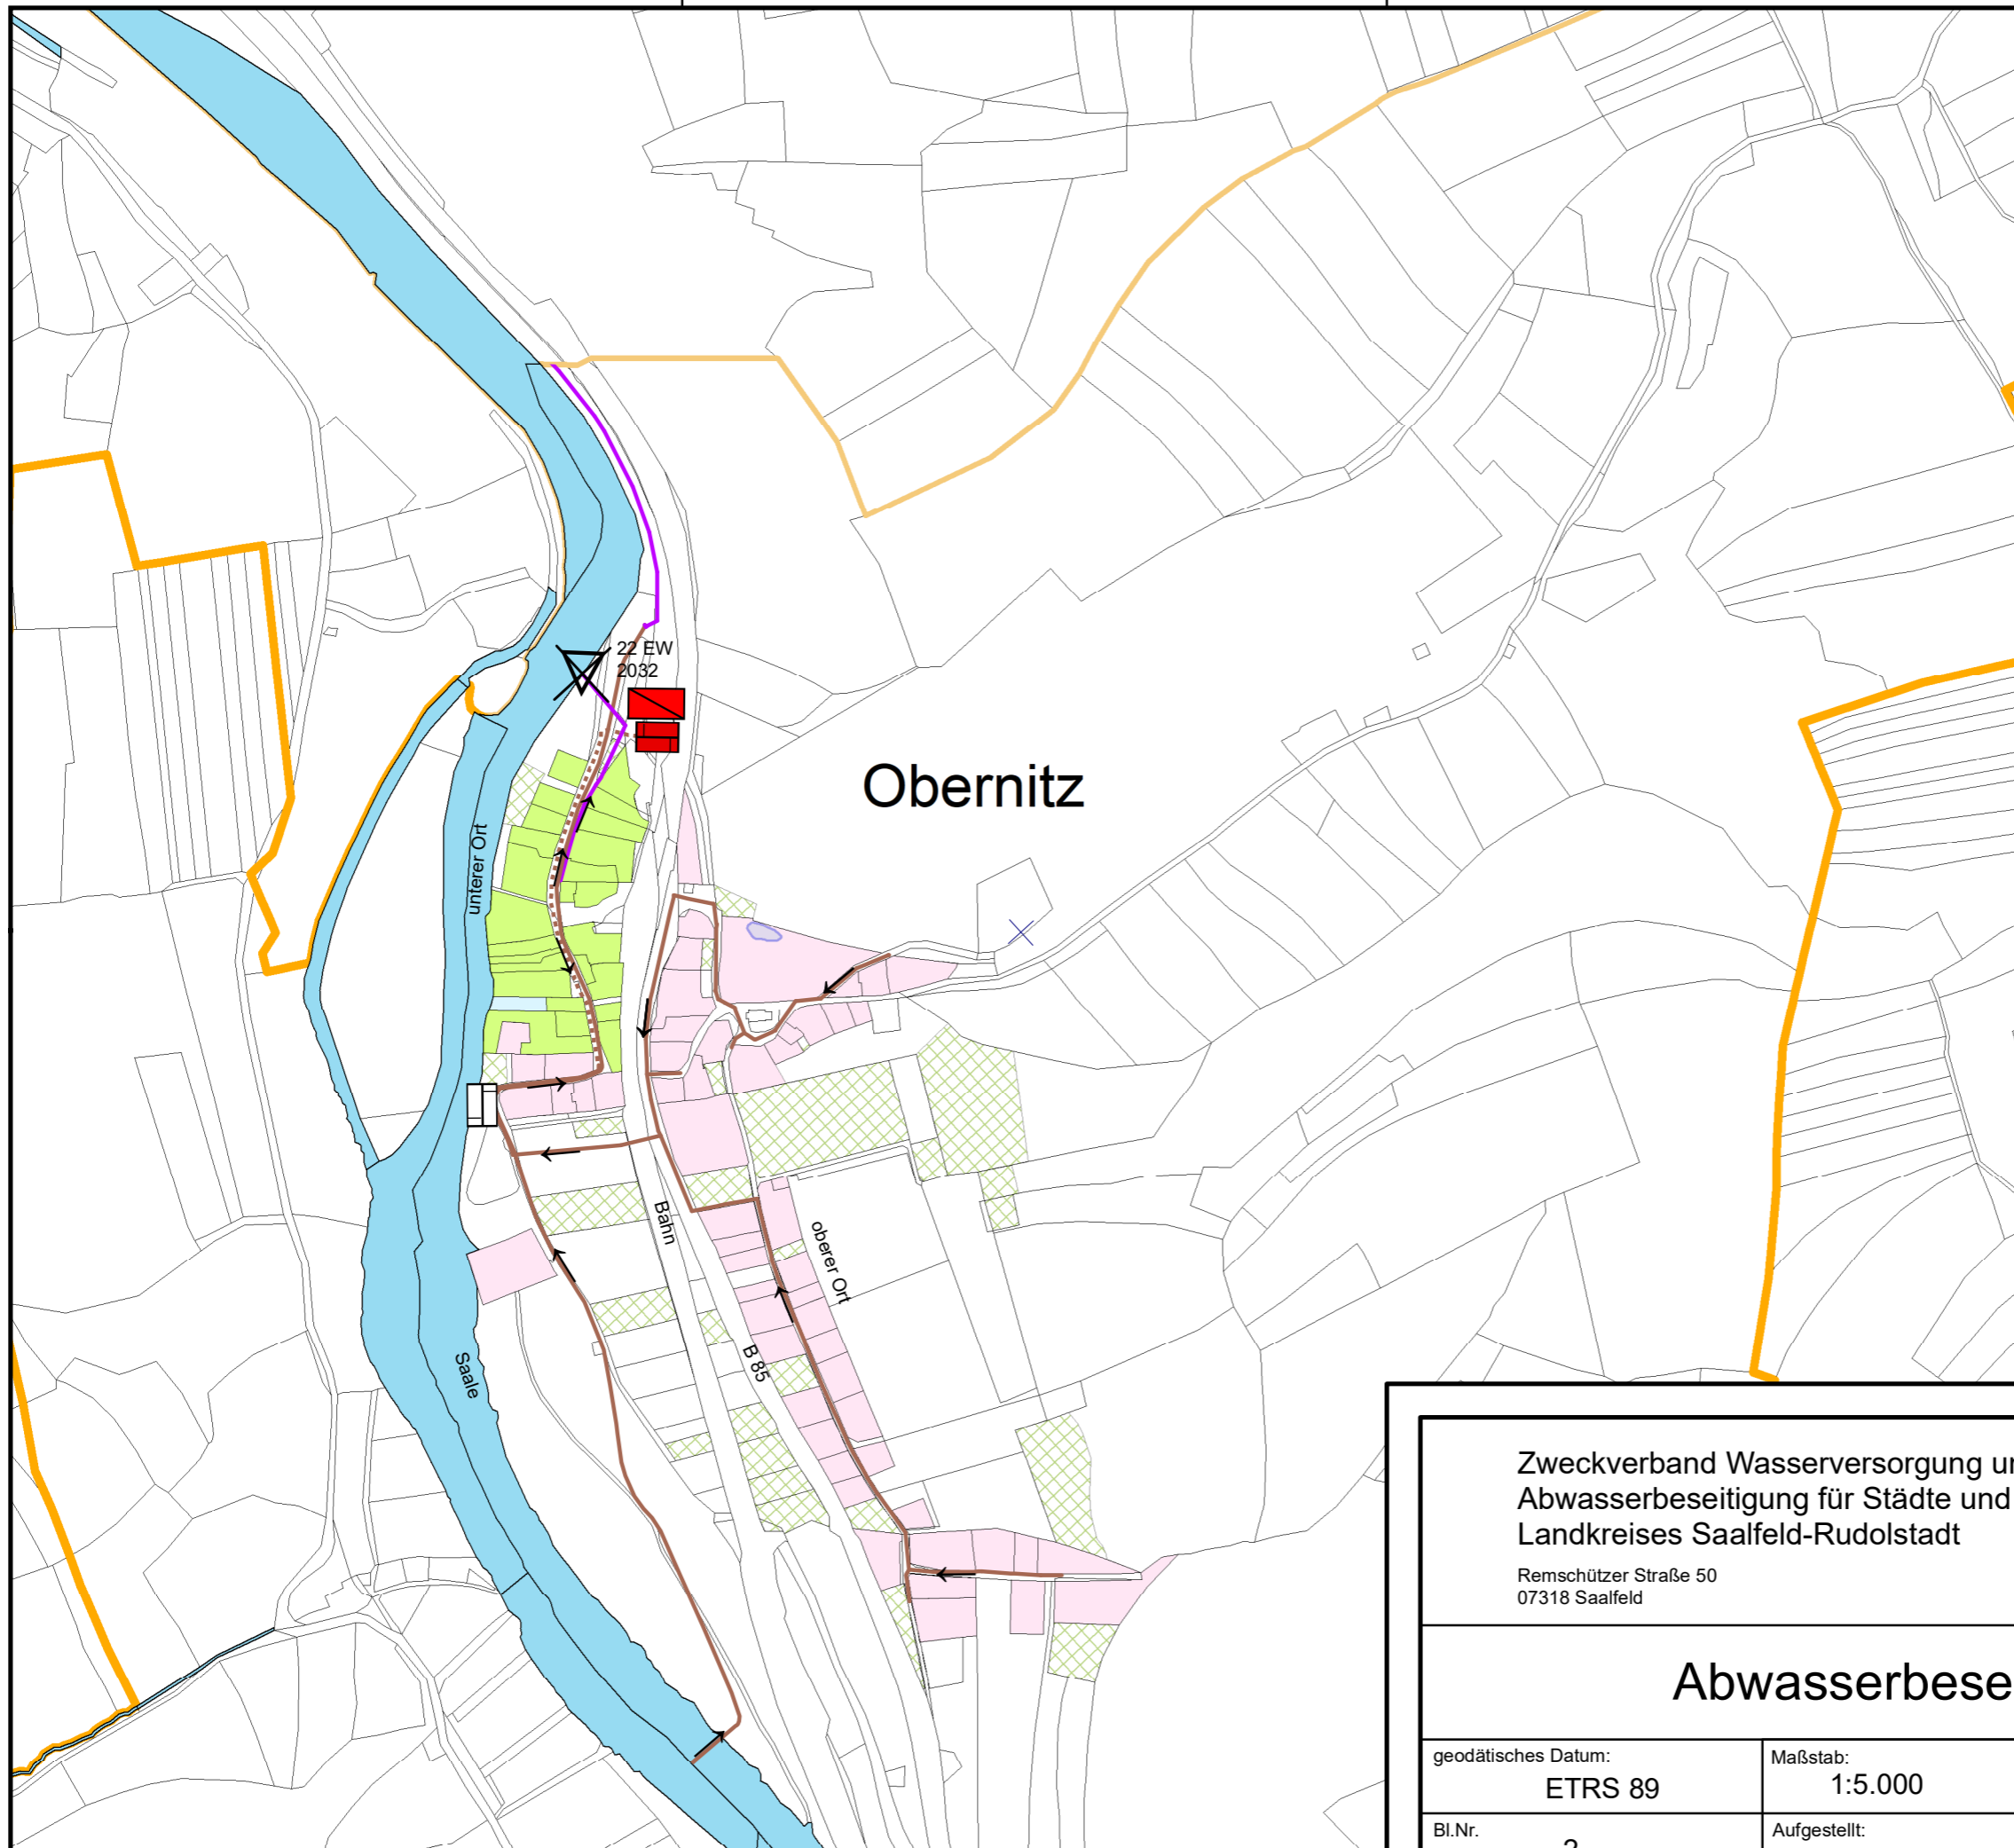 22 EW
2032
Obernitz
unterer Ort
Bahn
oberer Ort
B 85
Saale
Zweckverband Wasserversorgung
Abwasserbeseitigung für Städte und
Landkreises Saalfeld-Rudolstadt
Remschützer Straße 50
07318 Saalfeld
Abwasserbese
geodätisches Datum:
Maßstab:
ETRS 89
1:5.000
Bl.Nr.
Aufgestellt: